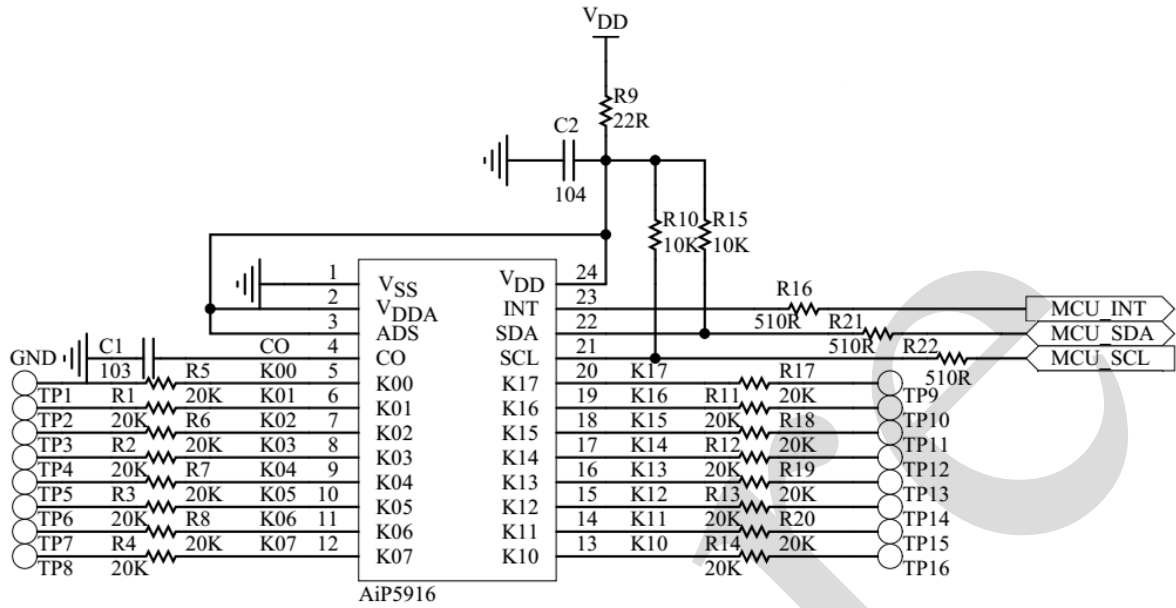 VDD
R9
22R
C2
104
R10 R15
10K 10K
1 VSS VDD 24
2 VDDA INT 23 R16 MCU_INT
3 ADS SDA 22 510R R21 MCU_SDA
GND C1 CO 4 CO SCL 21 510R R22 MCU_SCL
103 R5 K00 5 K00 K17 20 K17 R17 510R
TP1 R1 20K K01 6 K01 K16 19 K16 R11 20K TP9
TP2 20K R6 K02 7 K02 K15 18 K15 20K R18 TP10
TP3 R2 20K K03 8 K03 K14 17 K14 R12 20K TP11
TP4 20K R7 K04 9 K04 K13 16 K13 20K R19 TP12
TP5 R3 20K K05 10 K05 K12 15 K12 R13 20K TP13
TP6 20K R8 K06 11 K06 K11 14 K11 20K R20 TP14
TP7 R4 20K K07 12 K07 K10 13 K10 R14 20K TP15
TP8 20K 20K TP16
AiP5916